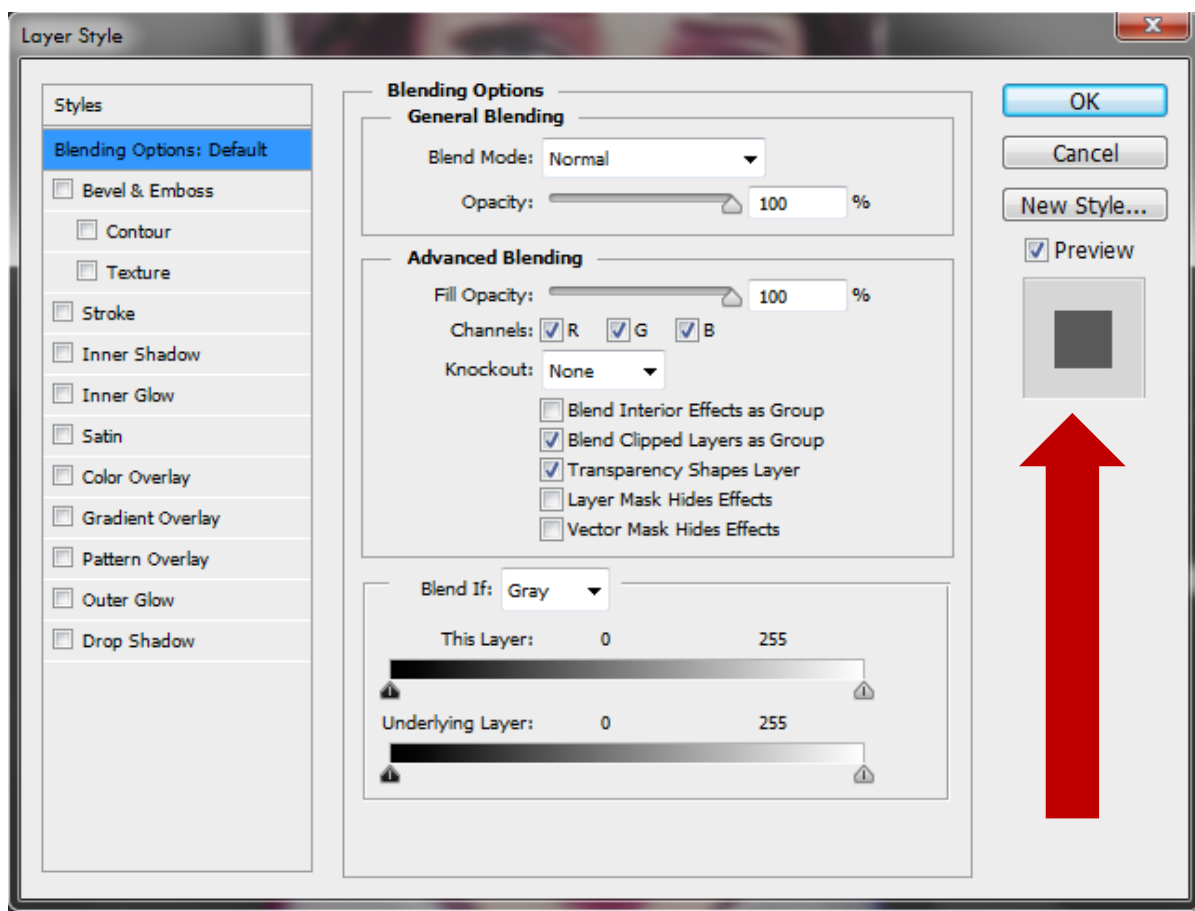 Layer Style
Styles
Blending Options: Default
Bevel & Emboss
Contour
Texture
Stroke
Inner Shadow
Inner Glow
Satin
Color Overlay
Gradient Overlay
Pattern Overlay
Outer Glow
Drop Shadow
Blending Options
General Blending
Blend Mode: Normal
Opacity: 100 %
Advanced Blending
Fill Opacity: 100 %
Channels: R G B
Knockout: None
Blend Interior Effects as Group
Blend Clipped Layers as Group
Transparency Shapes Layer
Layer Mask Hides Effects
Vector Mask Hides Effects
Blend If: Gray
This Layer: 0 255
Underlying Layer: 0 255
OK
Cancel
New Style...
Preview